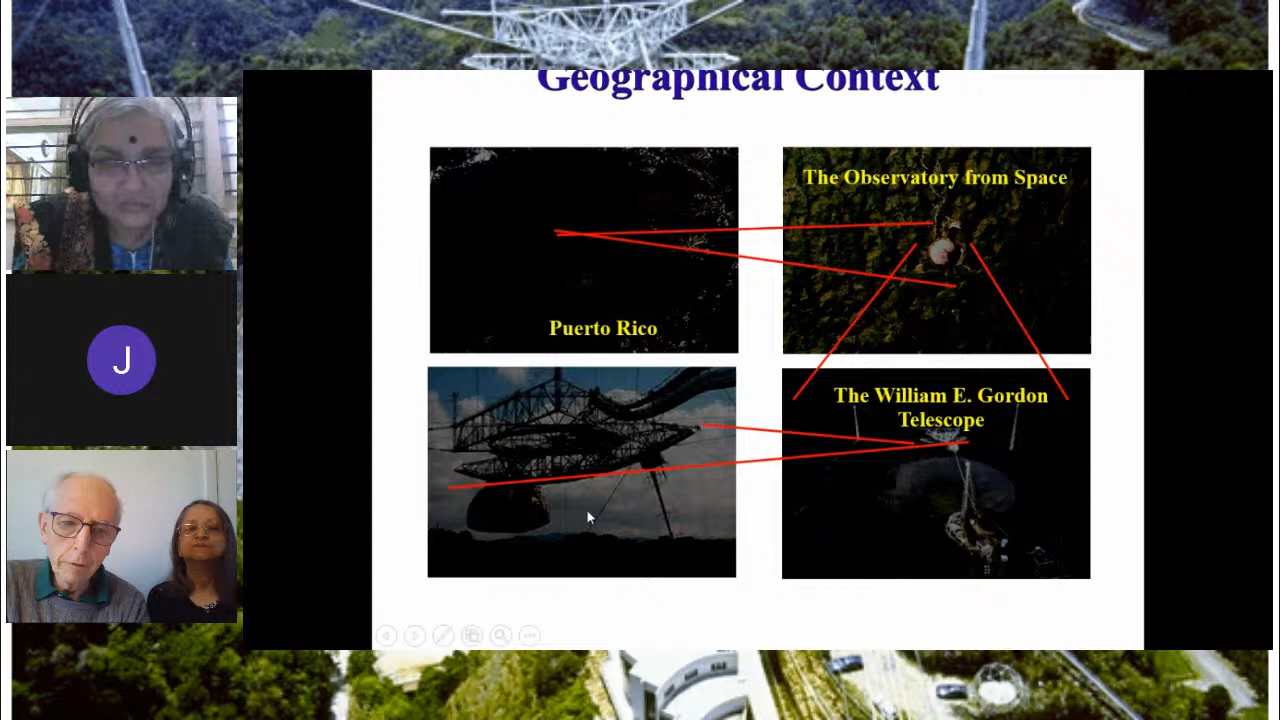 Geographical Context
The Observatory from Space
Puerto Rico
The William E. Gordon
Telescope
J